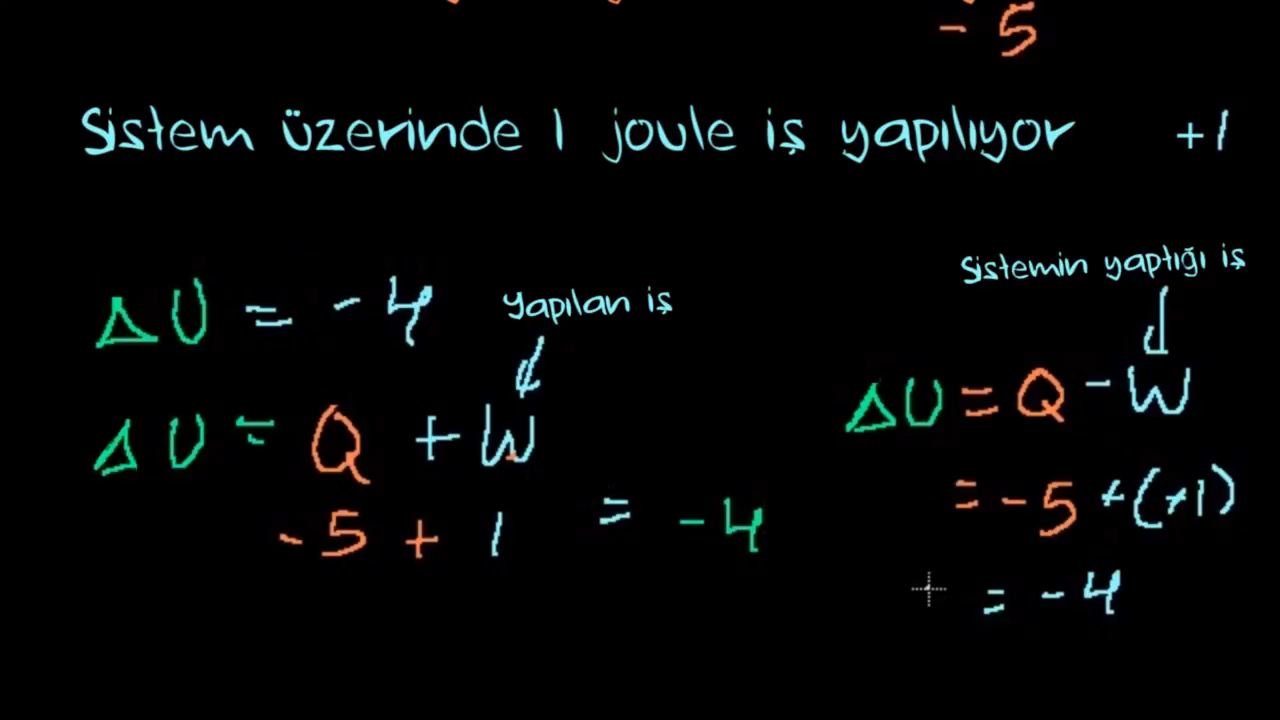 - 5
Sistem üzerinde 1 joule iş yapılıyor +1
Sistemin yaptığı iş
ΔU = -4
yapılan iş
ΔU = Q - W
ΔU = Q + W
= -5 +(+1)
-5 + 1 = -4
= -4